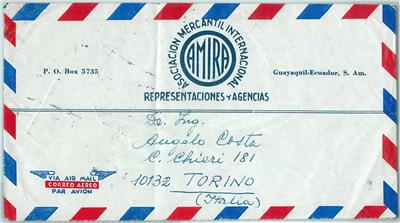 ASOCIACION MERCANTIL INTERNACIONAL
AMIRA
P. O. Box 5735
Guayaquil-Ecuador, S. Am.
REPRESENTACIONES Y AGENCIAS
Ds. Ing.
Angelo Costa
C. Chieri 181
10132 TORINO
(Italia)
VIA AIR MAIL
CORREO AEREO
PAR AVION